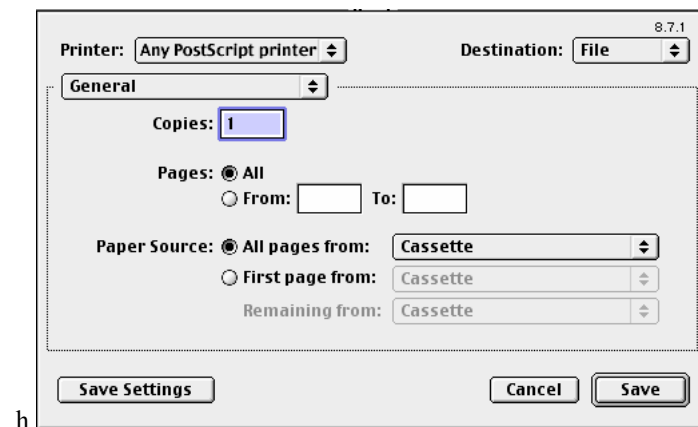 8.7.1
Printer: Any PostScript printer Destination: File
General
Copies: 1
Pages: All
From: To:
Paper Source: All pages from: Cassette
First page from: Cassette
Remaining from: Cassette
Save Settings Cancel Save
h